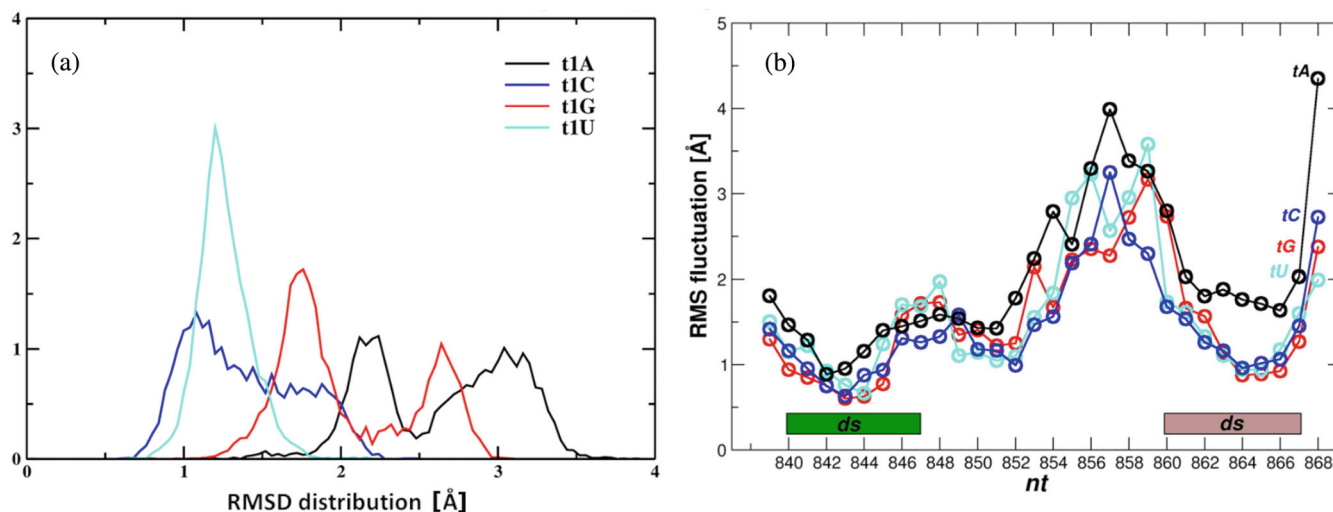 (a)
t1A
t1C
t1G
t1U
4
3
2
1
0
0 1 2 3 4
RMSD distribution [Å]
(b)
tA
tC
tG
tU
RMS fluctuation [Å]
5
4
3
2
1
0
ds
ds
840 842 844 846 848 850 852 854 856 858 860 862 864 866 868
nt